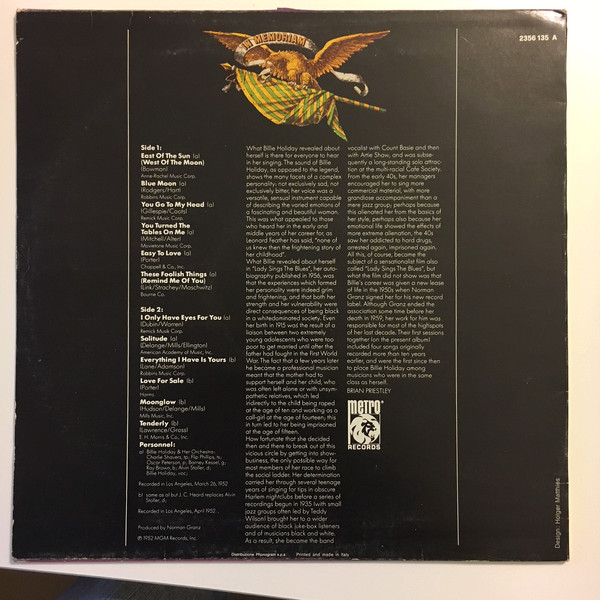 IN MEMORIAM
2356 135 A
Side 1:
East Of The Sun (a)
(West Of The Moon)
(Bowman)
Anne-Rachel Music Corp.
Blue Moon (a)
(Rodgers/Hart)
Robbins Music Corp.
You Go To My Head (a)
(Gillespie/Coots)
Remick Music Corp.
You Turned The
Tables On Me (a)
(Mitchell/Alter)
Movietone Music Corp.
Easy To Love (a)
(Porter)
Chappell & Co., Inc.
These Foolish Things (a)
(Remind Me Of You)
(Link/Strachey/Maschwitz)
Bourne Co.
Side 2:
I Only Have Eyes For You (a)
(Dubin/Warren)
Remick Musik Corp.
Solitude (a)
(Delange/Mills/Ellington)
American Academy of Music, Inc.
Everything I Have Is Yours (b)
(Lane/Adamson)
Robbins Music Corp.
Love For Sale (b)
(Porter)
Harms
Moonglow (b)
(Hudson/Delange/Mills)
Mills Music, Inc.
Tenderly (b)
(Lawrence/Gross)
E. H. Morris & Co., Inc.
Personnel:
a) Billie Holiday & Her Orchestra:
Charlie Shavers, tp; Flip Phillips, ts;
Oscar Peterson, p; Barney Kessel, g;
Ray Brown, b; Alvin Stoller, d;
Billie Holiday, voc.;
Recorded in Los Angeles, March 26, 1952
b) same as a) but J. C. Heard replaces Alvin
Stoller, d.;
Recorded in Los Angeles, April 1952.
Produced by Norman Granz
℗ 1952 MGM Records, Inc.
What Billie Holiday revealed about
herself is there for everyone to hear
in her singing. The sound of Billie
Holiday, as opposed to the legend,
shows the many facets of a complex
personality: not exclusively sad, not
exclusively bitter, her voice was a
versatile, sensual instrument capable
of describing the varied emotions of
a fascinating and beautiful woman.
This was what appealed to those
who heard her in the early and
middle years of her career for, as
Leonard Feather has said, "none of
us knew then the frightening story of
her childhood".
What Billie revealed about herself
in "Lady Sings The Blues", her auto-
biography published in 1956, was
that the experiences which formed
her personality were indeed grim
and frightening, and that both her
strength and her vulnerability were
direct consequences of being black
in a whitedominated society. Even
her birth in 1915 was the result of a
liaison between two extremely
young adolescents who were too
poor to get married until after the
father had fought in the First World
War. The fact that a few years later
he became a professional musician
meant that the mother had to
support herself and her child, who
was often left alone or with unsym-
pathetic relatives, which led
indirectly to the child being raped
at the age of ten and working as a
call-girl at the age of fourteen; this
in turn led to her being imprisoned
at the age of fifteen.
How fortunate that she decided
then and there to break out of this
vicious circle by getting into show-
business, the only possible way for
most members of her race to climb
the social ladder. Her determination
carried her through several teenage
years of singing for tips in obscure
Harlem nightclubs before a series of
recordings begun in 1935 (with small
jazz groups often led by Teddy
Wilson) brought her to a wider
audience of black juke-box listeners
and of musicians black and white.
As a result, she became the band
vocalist with Count Basie and then
with Artie Shaw, and was subse-
quently a long-standing solo attrac-
tion at the multi-racial Cafe Society.
From the early 40s, her managers
encouraged her to sing more
commercial material, with more
grandiose accompaniment than a
mere jazz group; perhaps because
this alienated her from the basics of
her style, perhaps also because her
emotional life showed the effects of
more extreme alienation, the 40s
saw her addicted to hard drugs,
arrested again, imprisoned again.
All this, of course, became the
subject of a sensationalist film also
called "Lady Sings The Blues", but
what the film did not show was that
Billie's career was given a new lease
of life in the 1950s when Norman
Granz signed her for his new record
label. Although Granz ended the
association some time before her
death in 1959, her work for him was
responsible for most of the highspots
of her last decade. Their first sessions
together (on the present album)
included four songs originally
recorded more than ten years
earlier, and were the first since then
to place Billie Holiday among
musicians who were in the same
class as herself.
BRIAN PRIESTLEY
metro
RECORDS
Design: Holger Matthies
Distribuzione Phonogram s.p.a. Printed and made in Italy